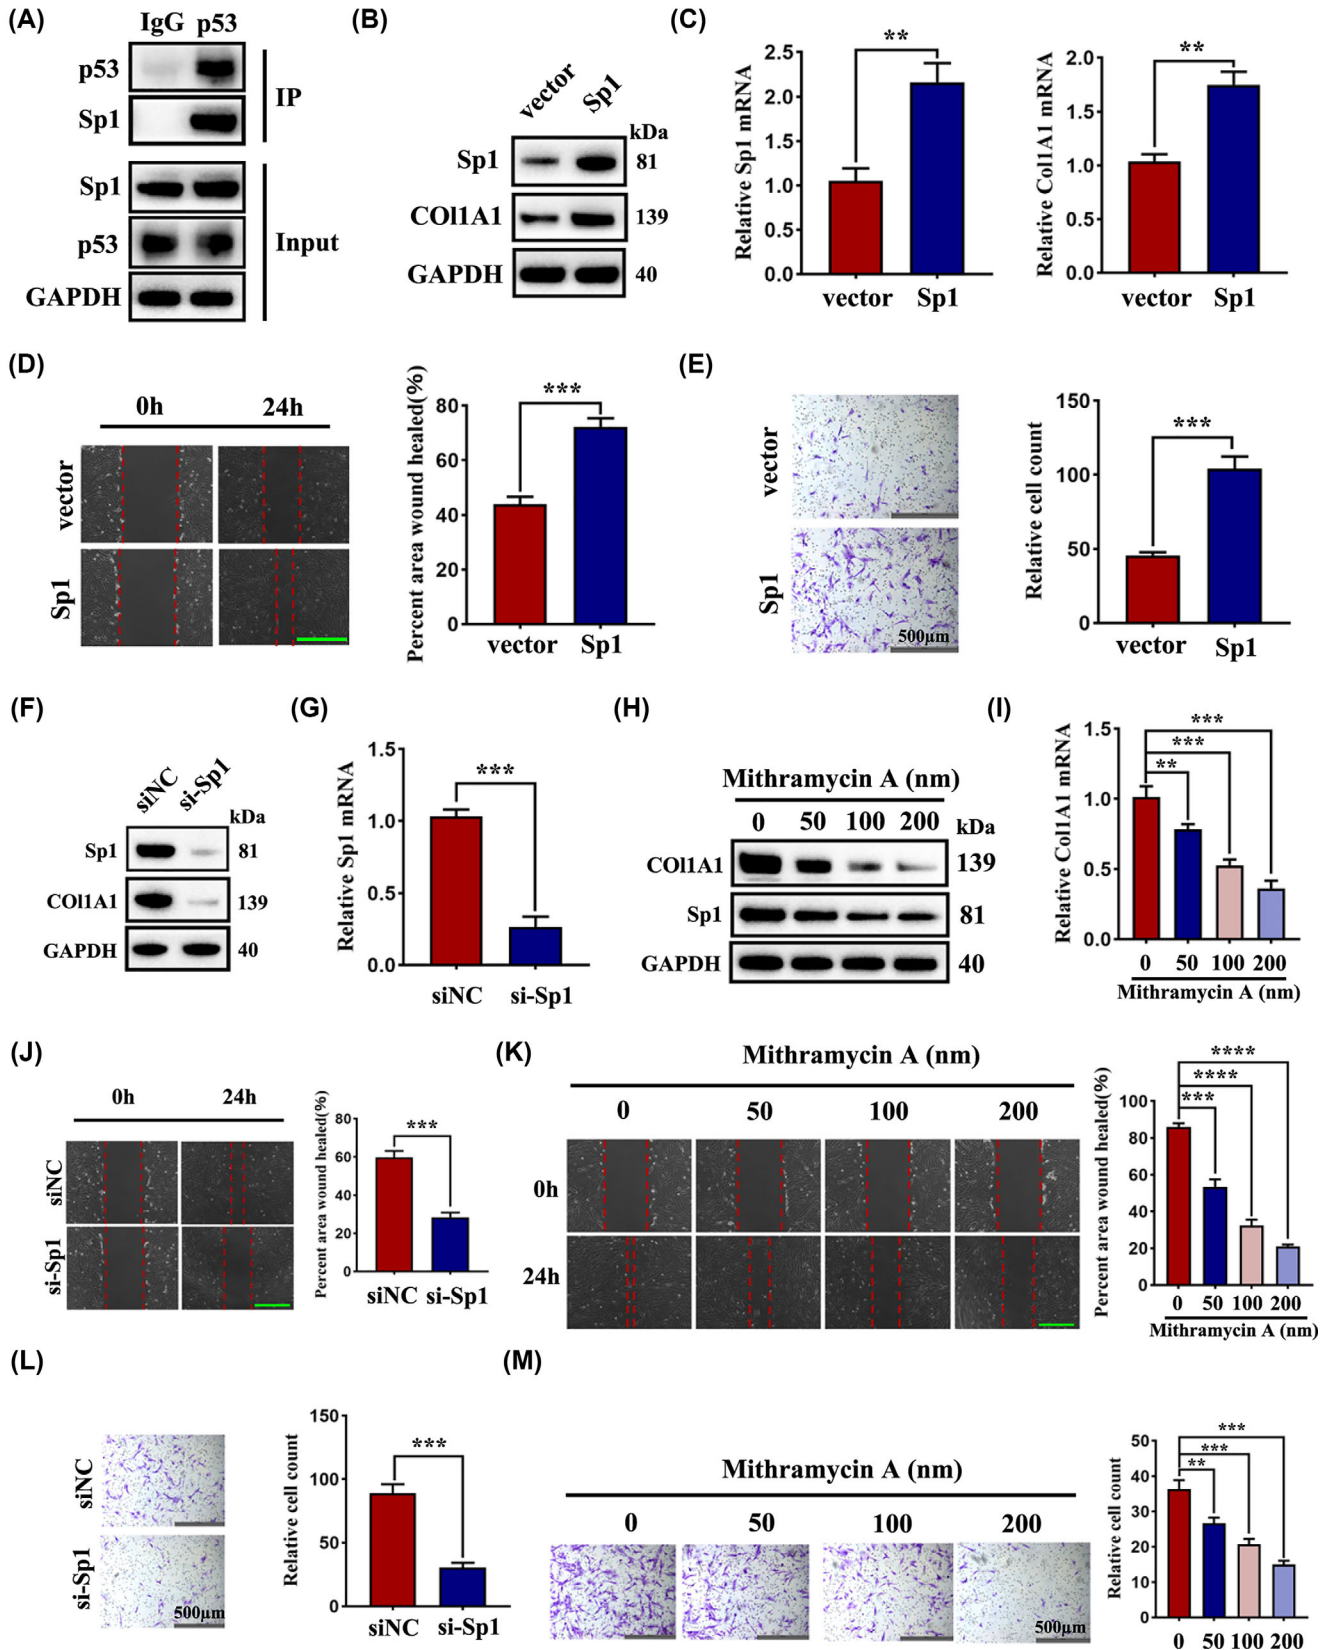 (A)
IgG p53
p53
Sp1
IP
Sp1
p53
GAPDH
Input
(B)
vector Sp1
kDa
Sp1 81
COl1A1 139
GAPDH 40
(C)
Relative Sp1 mRNA
2.5
2.0
1.5
1.0
0.5
0.0
**
vector Sp1
Relative Col1A1 mRNA
2.0
1.5
1.0
0.5
0.0
**
vector Sp1
(D)
0h 24h
vector
Sp1
Percent area wound healed(%)
80
60
40
20
0
***
vector Sp1
(E)
vector
Sp1
500μm
Relative cell count
150
100
50
0
***
vector Sp1
(F)
siNC si-Sp1
kDa
Sp1 81
COl1A1 139
GAPDH 40
(G)
Relative Sp1 mRNA
1.5
1.0
0.5
0.0
***
siNC si-Sp1
(H)
Mithramycin A (nm)
0 50 100 200 kDa
COl1A1 139
Sp1 81
GAPDH 40
(I)
Relative Col1A1 mRNA
1.5
1.0
0.5
0.0
***
***
**
0 50 100 200
Mithramycin A (nm)
(J)
0h 24h
siNC
si-Sp1
Percent area wound healed(%)
80
60
40
20
0
***
siNC si-Sp1
(K)
Mithramycin A (nm)
0 50 100 200
0h
24h
Percent area wound healed(%)
100
80
60
40
20
0
****
****
***
0 50 100 200
Mithramycin A (nm)
(L)
siNC
si-Sp1
500μm
Relative cell count
150
100
50
0
***
siNC si-Sp1
(M)
Mithramycin A (nm)
0 50 100 200
500μm
Relative cell count
50
40
30
20
10
0
***
***
**
0 50 100 200